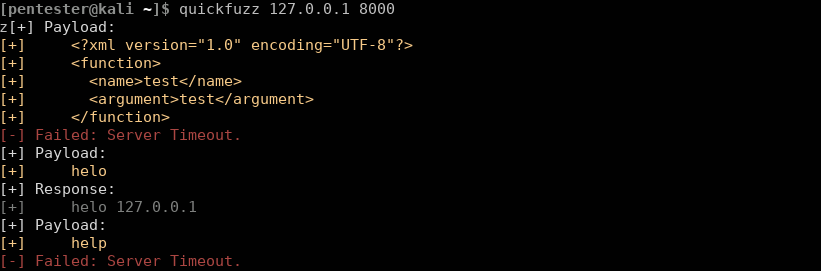 [pentester@kali ~]$ quickfuzz 127.0.0.1 8000
z[+] Payload:
[+]     <?xml version="1.0" encoding="UTF-8"?>
[+]     <function>
[+]       <name>test</name>
[+]       <argument>test</argument>
[+]     </function>
[-] Failed: Server Timeout.
[+] Payload:
[+]     helo
[+] Response:
[+]     helo 127.0.0.1
[+] Payload:
[+]     help
[-] Failed: Server Timeout.